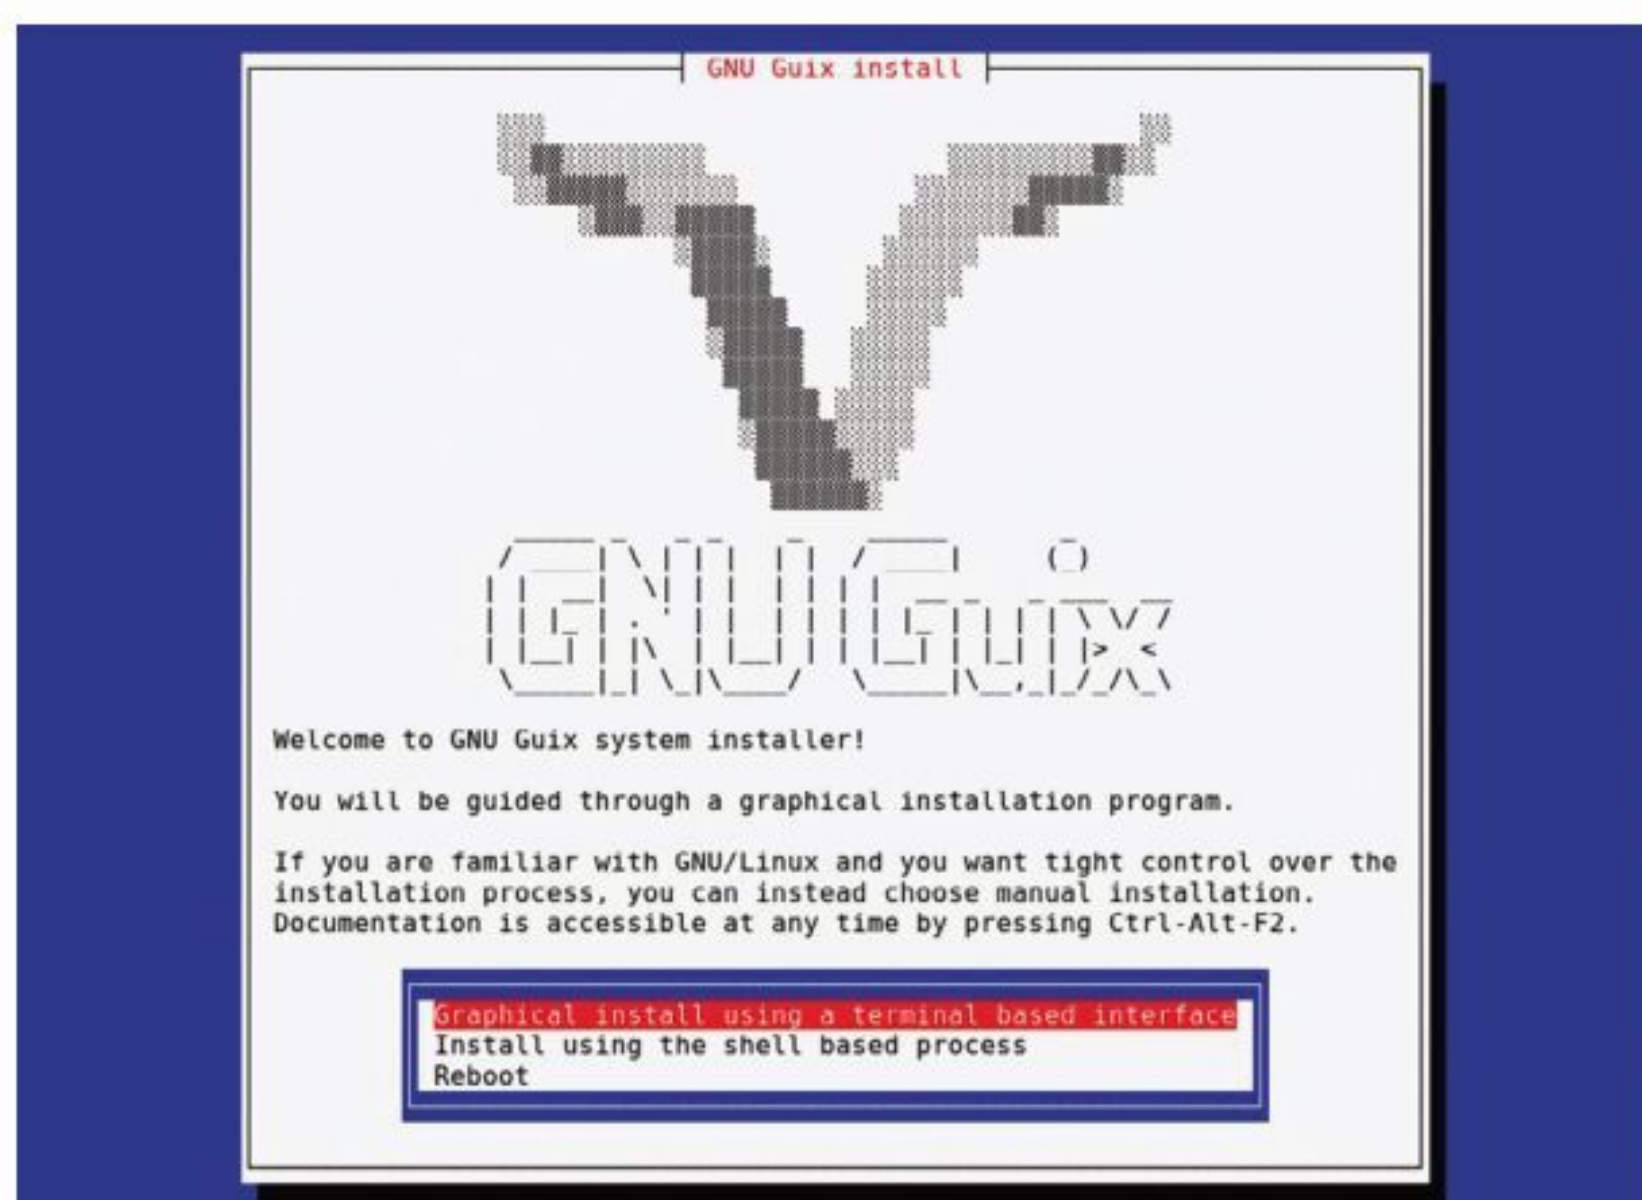 GNU Guix install
GNU Guix
Welcome to GNU Guix system installer!
You will be guided through a graphical installation program.
If you are familiar with GNU/Linux and you want tight control over the
installation process, you can instead choose manual installation.
Documentation is accessible at any time by pressing Ctrl-Alt-F2.
Graphical install using a terminal based interface
Install using the shell based process
Reboot